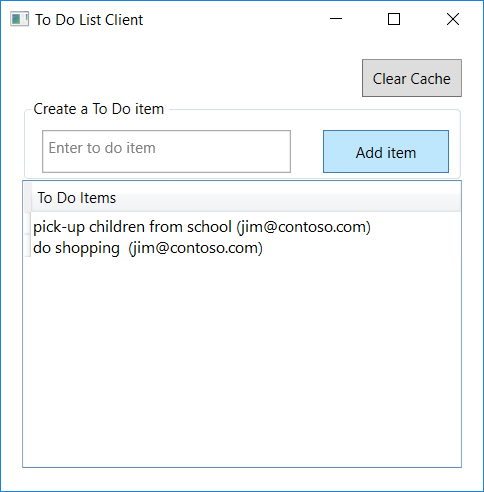 To Do List Client
Clear Cache
Create a To Do item
Enter to do item
Add item
To Do Items
pick-up children from school (jim@contoso.com)
do shopping  (jim@contoso.com)